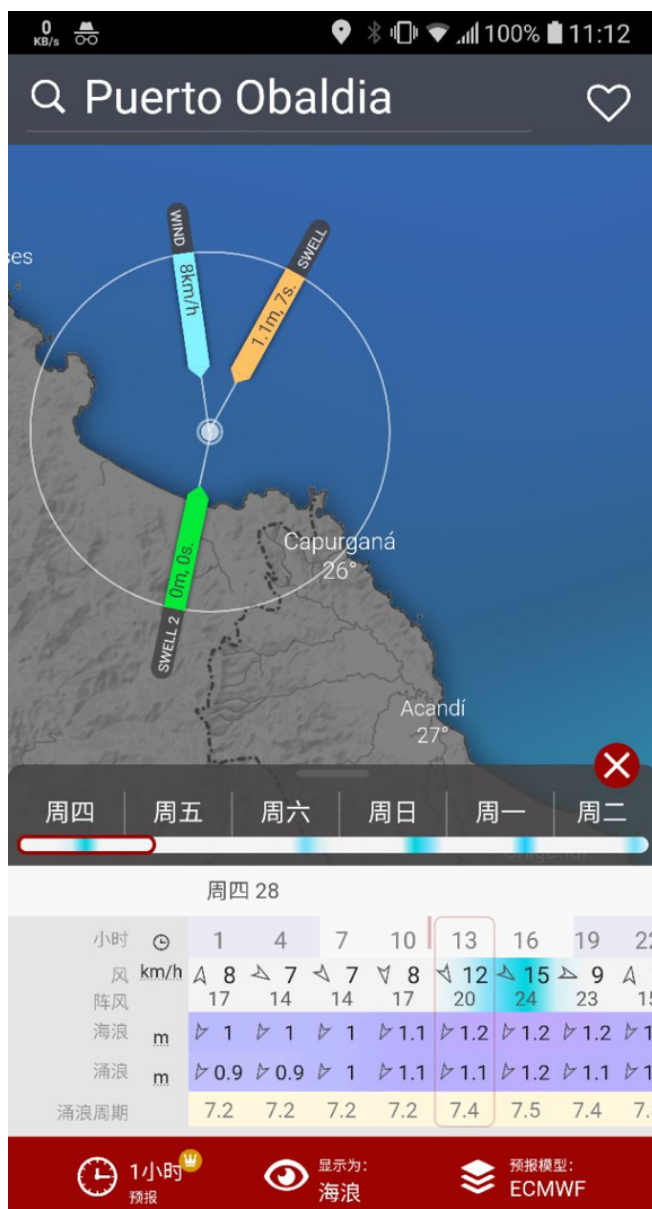 0 KB/s 100% 11:12
Puerto Obaldia
WIND 8km/h
SWELL 1.1m, 7s.
ses
Capurganá
26°
0m, 0s.
SWELL 2
Acandí
27°
周四 周五 周六 周日 周一 周二
周四 28
小时 1 4 7 10 13 16 19 22
风 km/h 8 7 7 8 12 15 9
阵风 17 14 14 17 20 24 23 15
海浪 m 1 1 1 1.1 1.2 1.2 1.2 1
涌浪 m 0.9 0.9 1 1.1 1.1 1.2 1.1 1
涌浪周期 7.2 7.2 7.2 7.2 7.4 7.5 7.4 7.
1小时 显示为: 预报模型:
预报 海浪 ECMWF